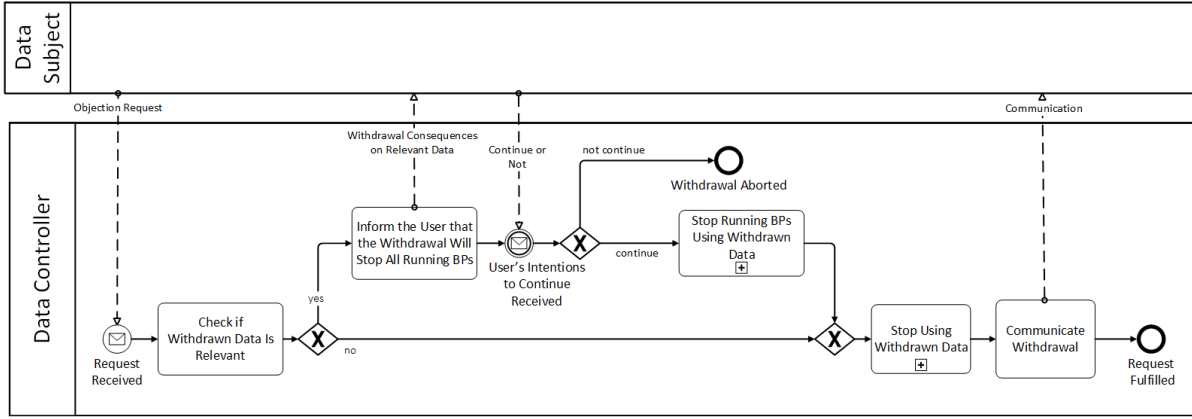 Data
Subject
Objection Request
Withdrawal Consequences
on Relevant Data
Continue or
Not
Communication
Data Controller
not continue
Withdrawal Aborted
Inform the User that
the Withdrawal Will
Stop All Running BPs
User's Intentions
to Continue
Received
X
continue
Stop Running BPs
Using Withdrawn
Data
yes
Request
Received
Check if
Withdrawn Data Is
Relevant
X
no
X
Stop Using
Withdrawn Data
Communicate
Withdrawal
Request
Fulfilled